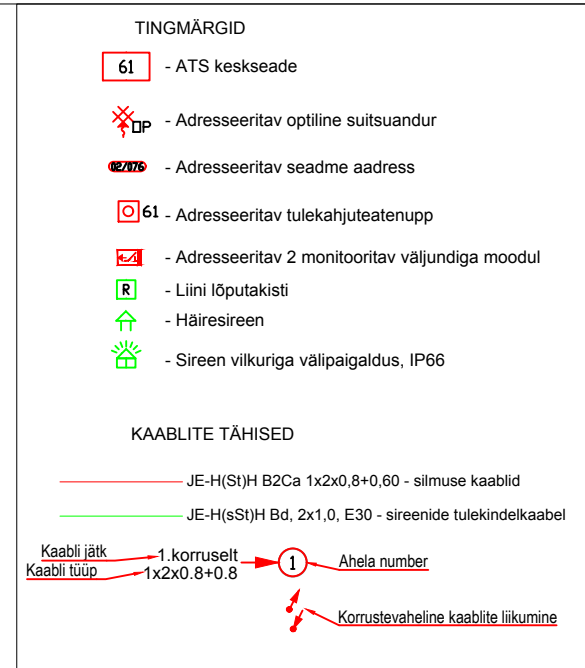 TINGMÄRGID
61 - ATS keskseade
OP - Adresseeritav optiline suitsuandur
02/076 - Adresseeritav seadme aadress
61 - Adresseeritav tulekahjuteatenupp
- Adresseeritav 2 monitooritav väljundiga moodul
R - Liini lõputakisti
- Häiresireen
- Sireen vilkuriga välipaigaldus, IP66
KAABLITE TÄHISED
JE-H(St)H B2Ca 1x2x0,8+0,60 - silmuse kaablid
JE-H(sSt)H Bd, 2x1,0, E30 - sireenide tulekindelkaabel
Kaabli jätk 1.korruselt 1 Ahela number
Kaabli tüüp 1x2x0.8+0.8
Korrustevaheline kaablite liikumine